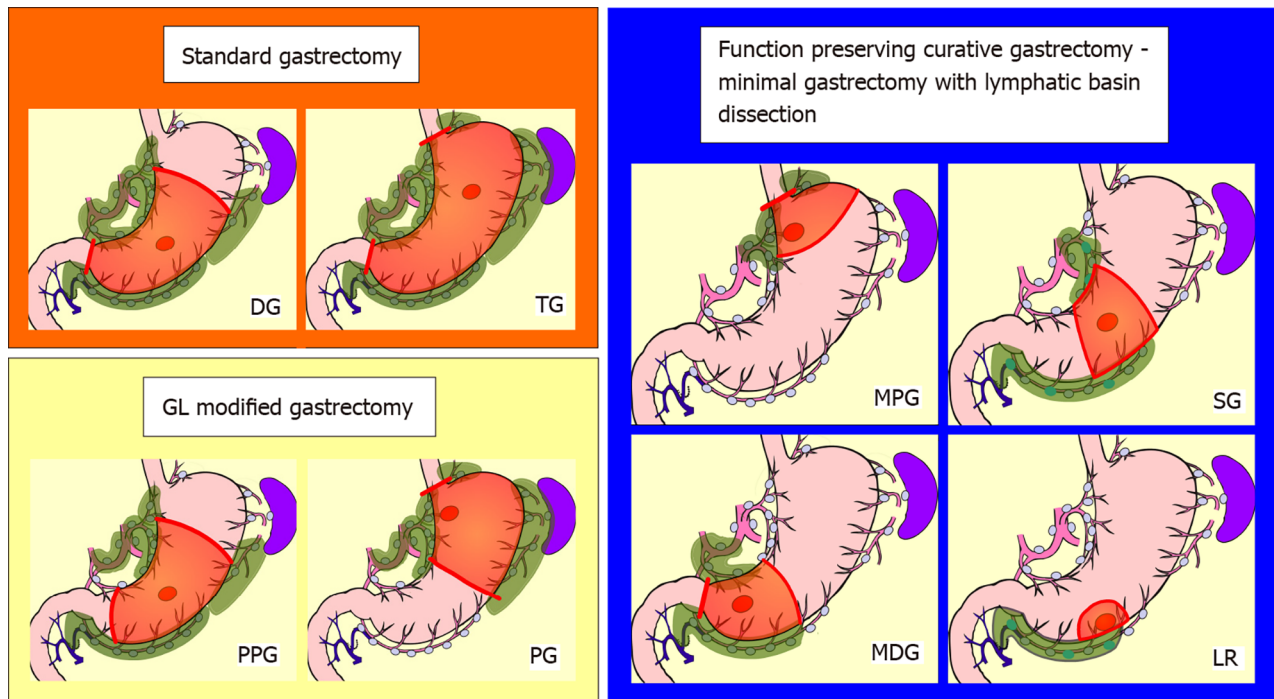 Standard gastrectomy
DG
TG
GL modified gastrectomy
PPG
PG
Function preserving curative gastrectomy -
minimal gastrectomy with lymphatic basin
dissection
MPG
SG
MDG
LR